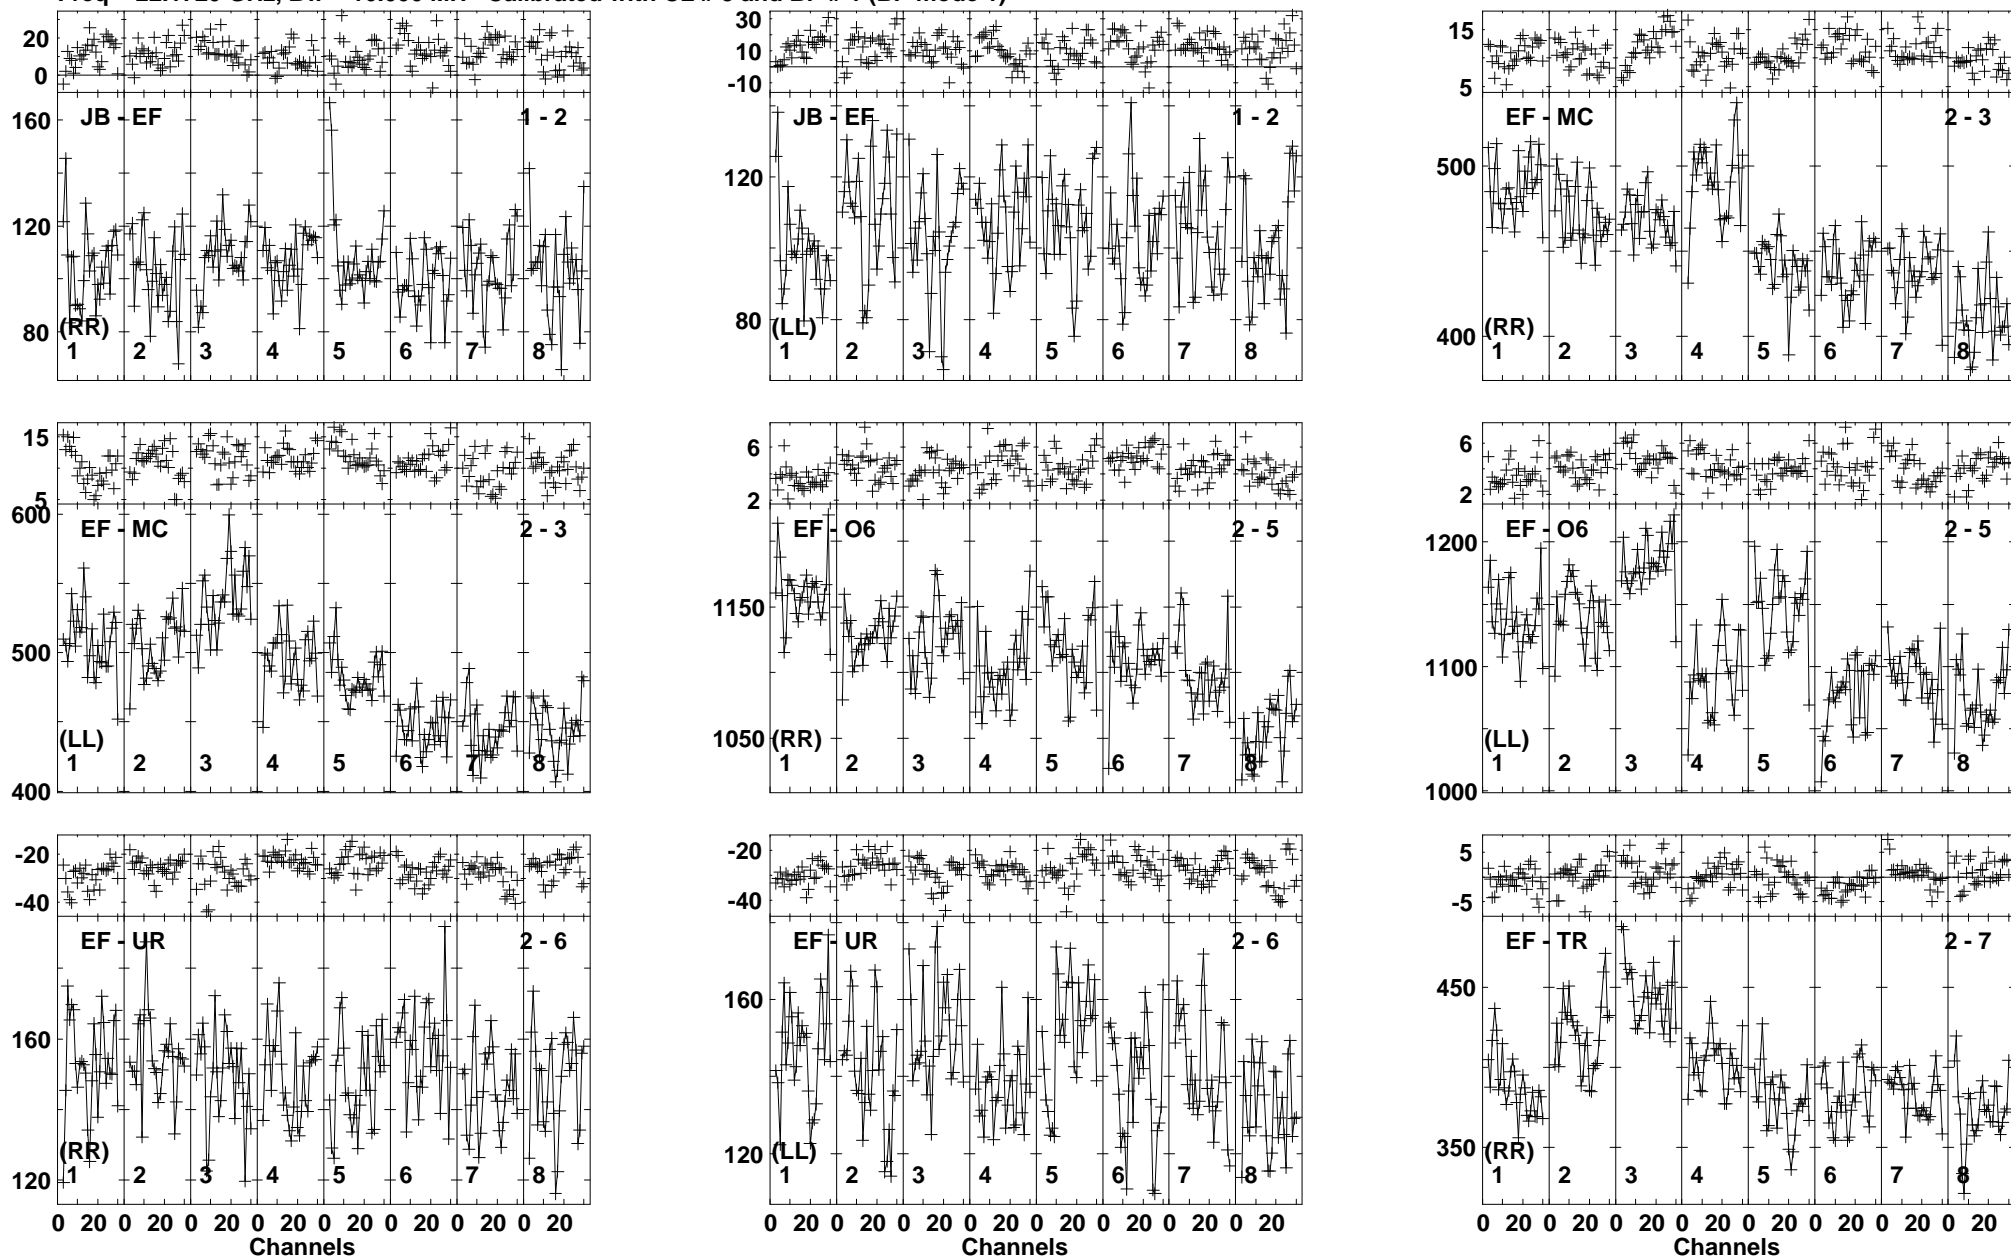 20 0 160 120 80 JB - EF 1 - 2 (RR) 1 2 3 4 5 6 7 8
30 10 -10 120 80 JB - EF 1 - 2 (LL) 1 2 3 4 5 6 7 8
15 5 500 400 EF - MC 2 - 3 (RR) 1 2 3 4 5 6 7 8
15 5 600 500 400 EF - MC 2 - 3 (LL) 1 2 3 4 5 6 7 8
6 2 1150 1050 EF - O6 2 - 5 (RR) 1 2 3 4 5 6 7 8
6 2 1200 1100 1000 EF - O6 2 - 5 (LL) 1 2 3 4 5 6 7 8
-20 -40 160 120 EF - UR 2 - 6 (RR) 1 2 3 4 5 6 7 8
-20 -40 160 120 EF - UR 2 - 6 (LL) 1 2 3 4 5 6 7 8
5 -5 450 350 EF - TR 2 - 7 (RR) 1 2 3 4 5 6 7 8
0 20 0 20 0 20 0 20 0 20 0 20 0 20 0 20
0 20 0 20 0 20 0 20 0 20 0 20 0 20 0 20
0 20 0 20 0 20 0 20 0 20 0 20 0 20 0 20
Channels
Channels
Channels